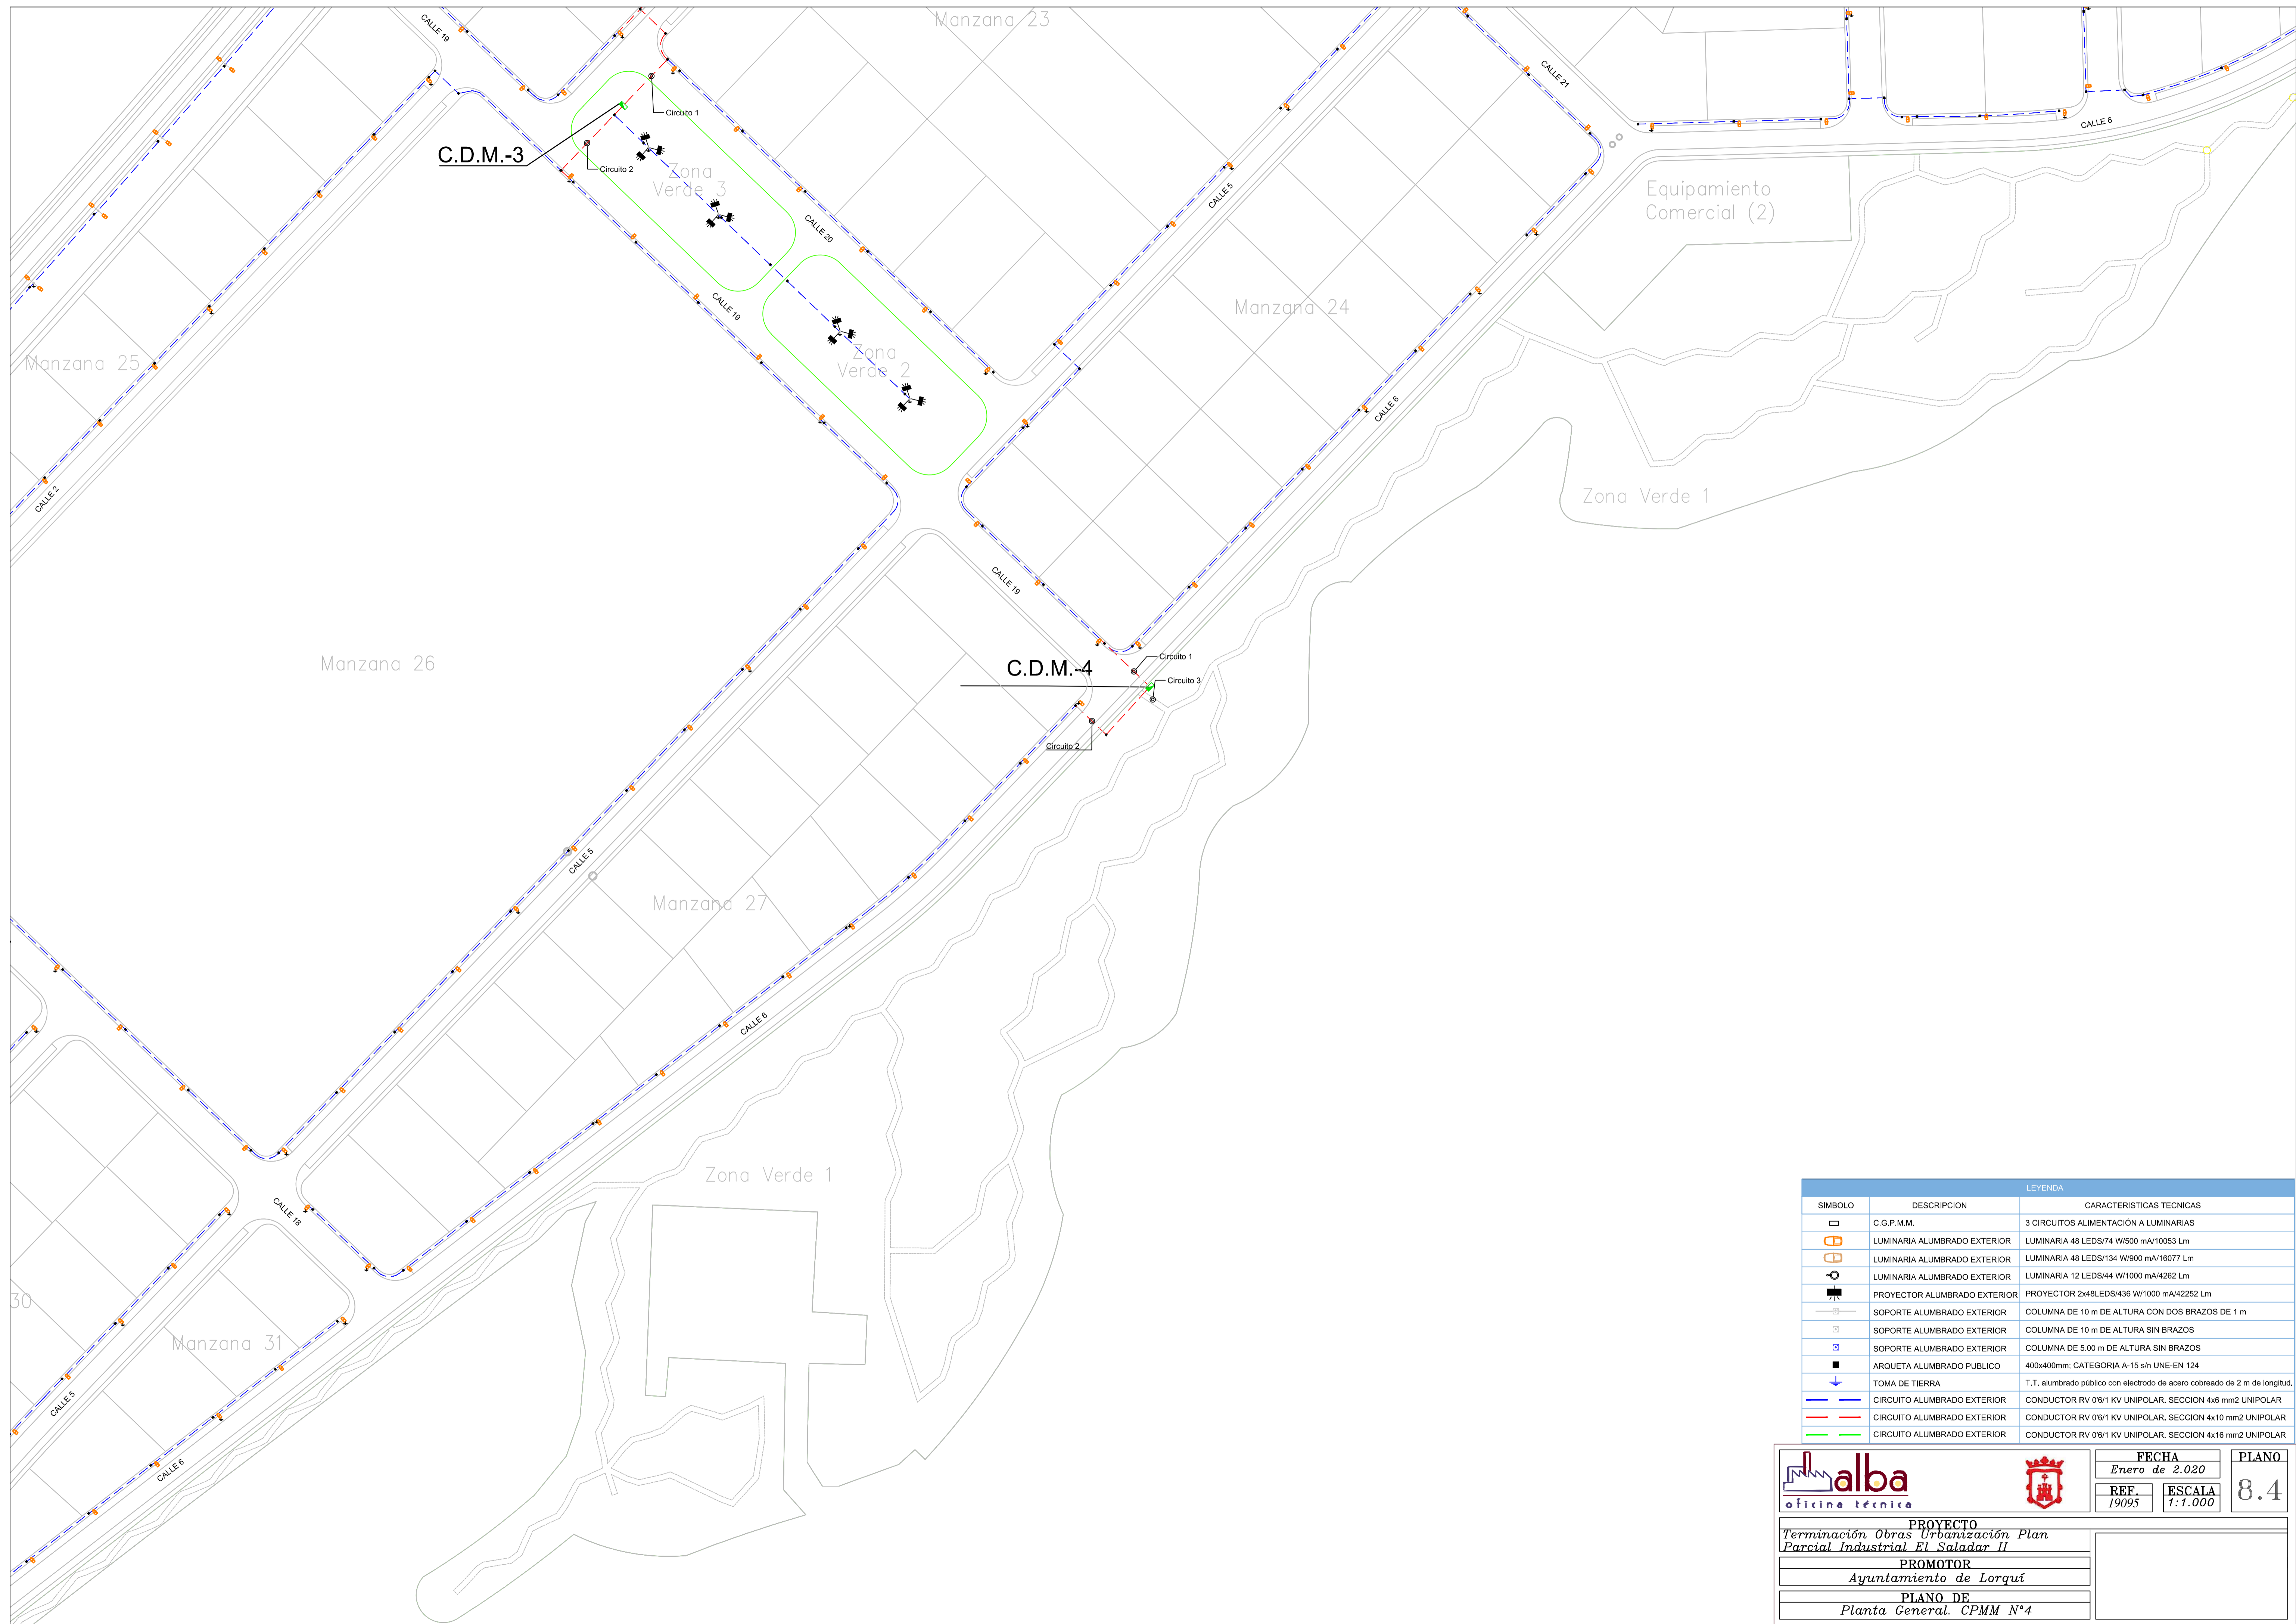 Manzana 23
CALLE 19
CALLE 21
Circuito 1
CALLE 6
C.D.M.-3
Circuito 2
Zona
Verde 3
Equipamiento
Comercial (2)
CALLE 5
CALLE 20
CALLE 19
Manzana 24
Manzana 25
Zona
Verde 2
CALLE 6
CALLE 2
Zona Verde 1
CALLE 19
Manzana 26
C.D.M.-4
Circuito 1
Circuito 3
Circuito 2
CALLE 5
Manzana 27
CALLE 6
Zona Verde 1
CALLE 18
30
Manzana 31
CALLE 5
CALLE 6
LEYENDA
SIMBOLO DESCRIPCION CARACTERISTICAS TECNICAS
C.G.P.M.M. 3 CIRCUITOS ALIMENTACIÓN A LUMINARIAS
LUMINARIA ALUMBRADO EXTERIOR LUMINARIA 48 LEDS/74 W/500 mA/10053 Lm
LUMINARIA ALUMBRADO EXTERIOR LUMINARIA 48 LEDS/134 W/900 mA/16077 Lm
LUMINARIA ALUMBRADO EXTERIOR LUMINARIA 12 LEDS/44 W/1000 mA/4262 Lm
PROYECTOR ALUMBRADO EXTERIOR PROYECTOR 2x48LEDS/436 W/1000 mA/42252 Lm
SOPORTE ALUMBRADO EXTERIOR COLUMNA DE 10 m DE ALTURA CON DOS BRAZOS DE 1 m
SOPORTE ALUMBRADO EXTERIOR COLUMNA DE 10 m DE ALTURA SIN BRAZOS
SOPORTE ALUMBRADO EXTERIOR COLUMNA DE 5.00 m DE ALTURA SIN BRAZOS
ARQUETA ALUMBRADO PUBLICO 400x400mm; CATEGORIA A-15 s/n UNE-EN 124
TOMA DE TIERRA T.T. alumbrado público con electrodo de acero cobreado de 2 m de longitud.
CIRCUITO ALUMBRADO EXTERIOR CONDUCTOR RV 0'6/1 KV UNIPOLAR. SECCION 4x6 mm2 UNIPOLAR
CIRCUITO ALUMBRADO EXTERIOR CONDUCTOR RV 0'6/1 KV UNIPOLAR. SECCION 4x10 mm2 UNIPOLAR
CIRCUITO ALUMBRADO EXTERIOR CONDUCTOR RV 0'6/1 KV UNIPOLAR. SECCION 4x16 mm2 UNIPOLAR
alba
oficina técnica
FECHA
Enero de 2.020
REF.
19095
ESCALA
1:1.000
PLANO
8.4
PROYECTO
Terminación Obras Urbanización Plan
Parcial Industrial El Saladar II
PROMOTOR
Ayuntamiento de Lorquí
PLANO DE
Planta General. CPMM Nº4